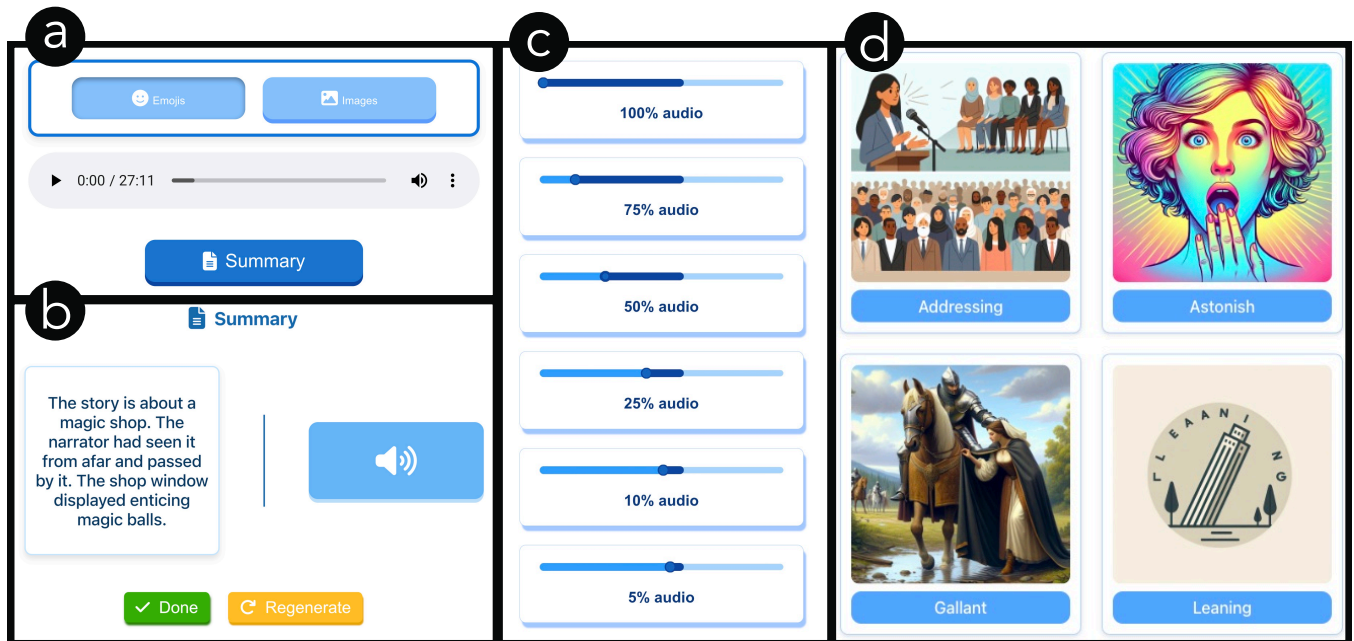 a
Emojis
Images
0:00 / 27:11
Summary
b
Summary
The story is about a
magic shop. The
narrator had seen it
from afar and passed
by it. The shop window
displayed enticing
magic balls.
Done
Regenerate
c
100% audio
75% audio
50% audio
25% audio
10% audio
5% audio
d
Addressing
Astonish
Gallant
LLEAANING
Leaning